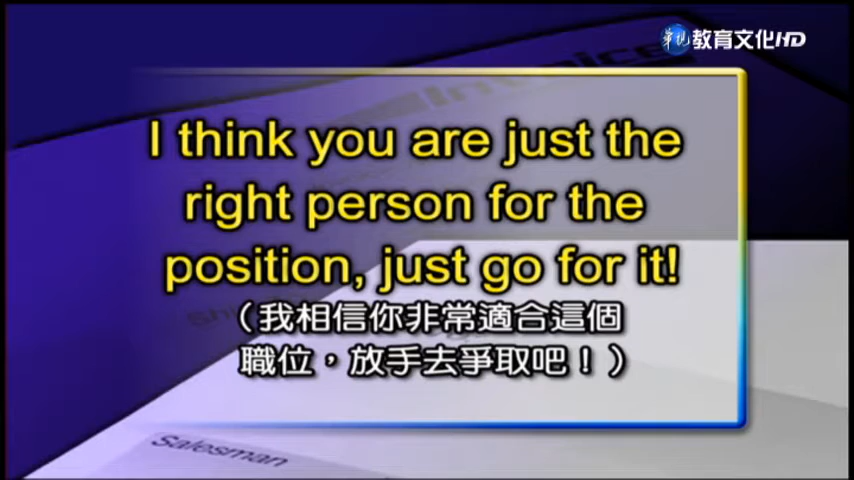 華視 教育文化HD
Invoice
I think you are just the
right person for the
position, just go for it!
（我相信你非常適合這個
職位，放手去爭取吧！）
Salesman